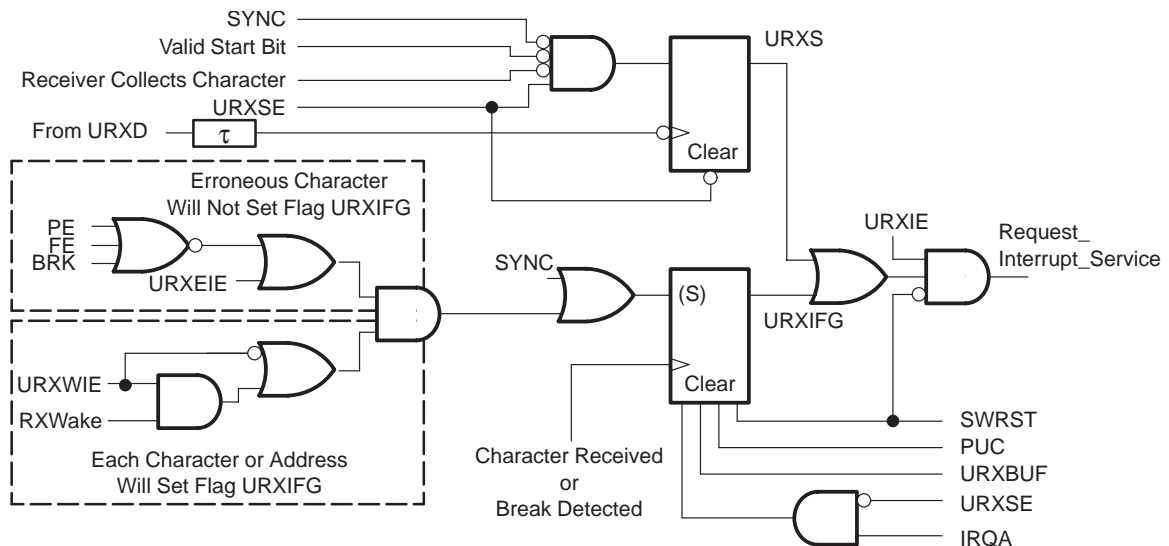 SYNC
Valid Start Bit
Receiver Collects Character
URXSE
From URXD
τ
URXS
Clear
Erroneous Character
Will Not Set Flag URXIFG
PE
FE
BRK
URXEIE
SYNC
(S)
Clear
URXIFG
URXIE
Request_
Interrupt_Service
URXWIE
RXWake
Each Character or Address
Will Set Flag URXIFG
Character Received
or
Break Detected
SWRST
PUC
URXBUF
URXSE
IRQA